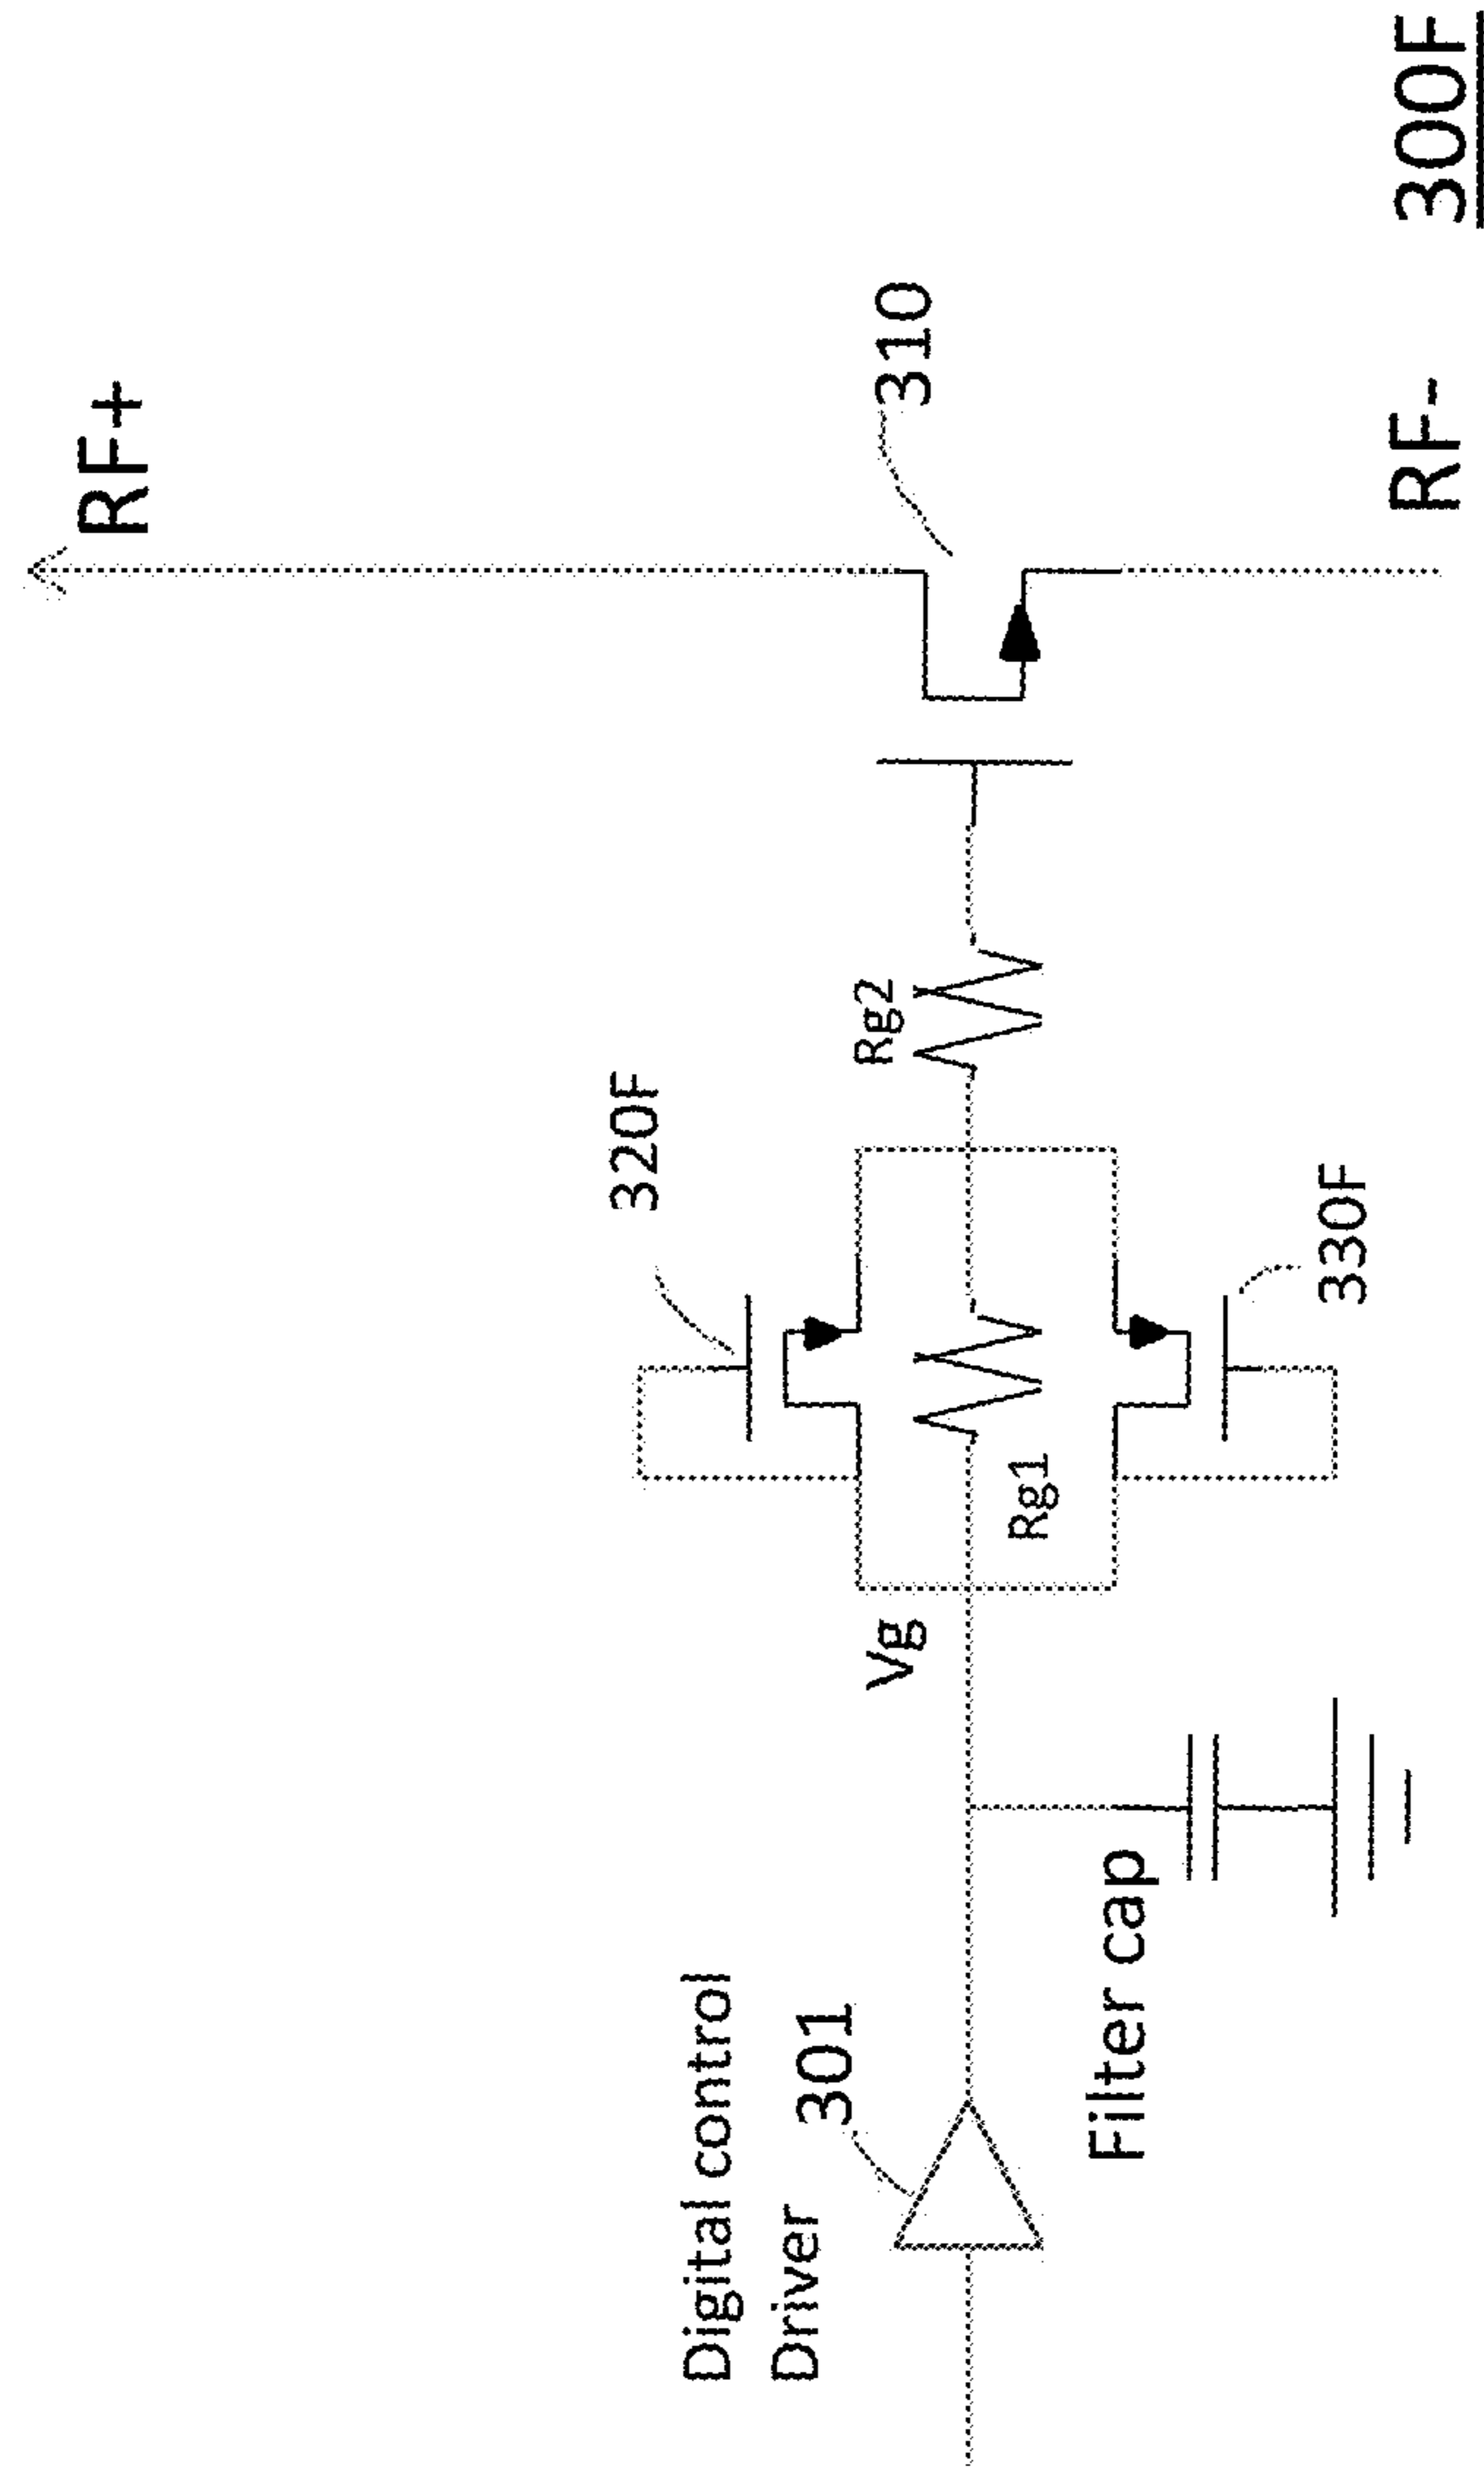 Digital control
Driver
301
Filter cap
Vg
Rg1
320F
330F
Rg2
310
RF+
RF-
300F